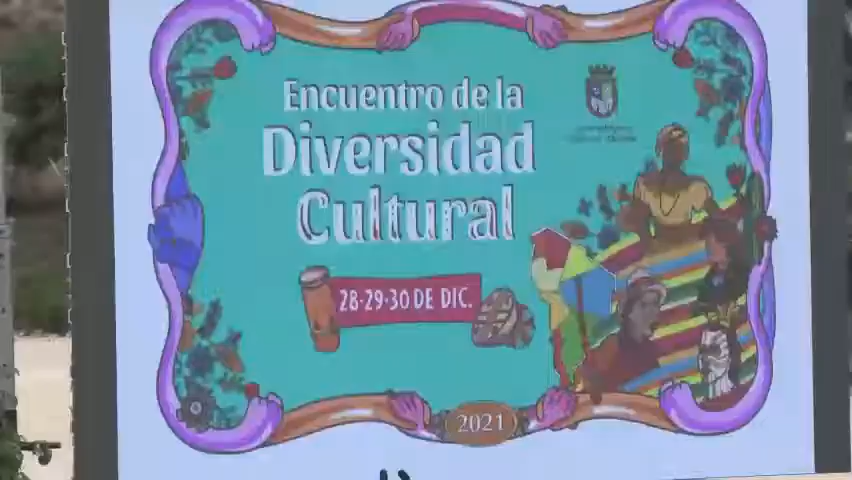 Encuentro de la
Diversidad
Cultural
28-29-30 DE DIC.
2021